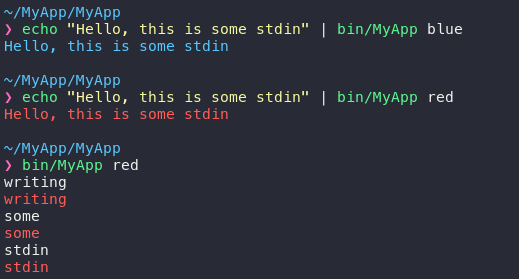 ~/MyApp/MyApp
❯ echo "Hello, this is some stdin" | bin/MyApp blue
Hello, this is some stdin
~/MyApp/MyApp
❯ echo "Hello, this is some stdin" | bin/MyApp red
Hello, this is some stdin
~/MyApp/MyApp
❯ bin/MyApp red
writing
writing
some
some
stdin
stdin